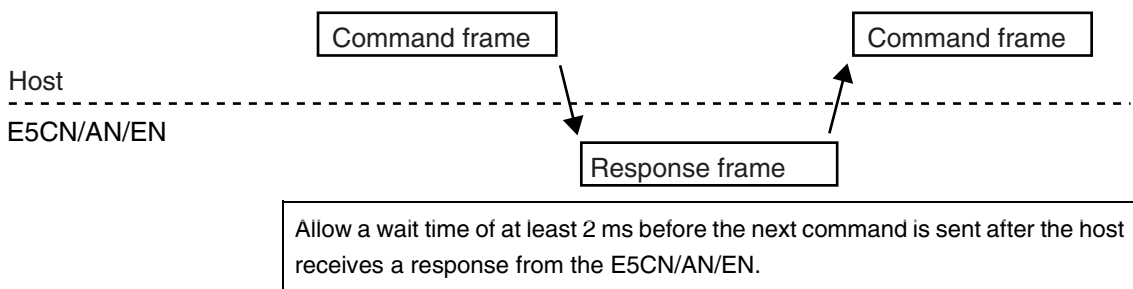 Command frame
Command frame
Host
E5CN/AN/EN
Response frame
Allow a wait time of at least 2 ms before the next command is sent after the host
receives a response from the E5CN/AN/EN.